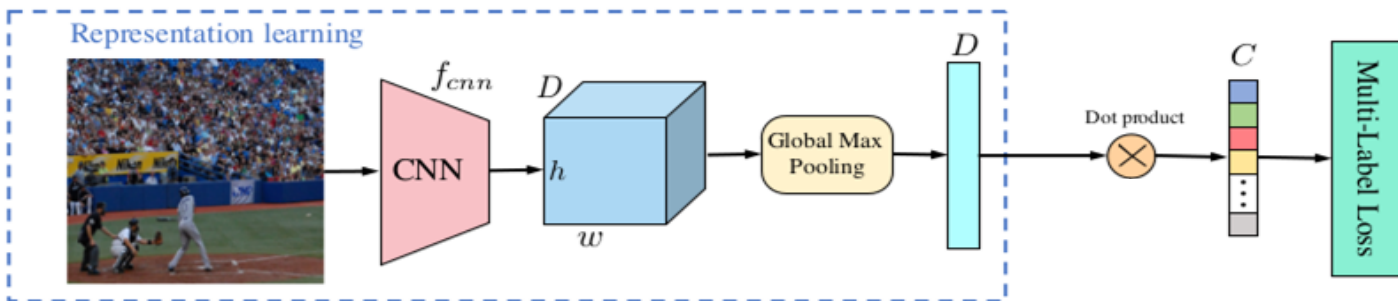 Representation learning
f_cnn
CNN
D
h
w
Global Max
Pooling
D
Dot product
C
Multi-Label Loss